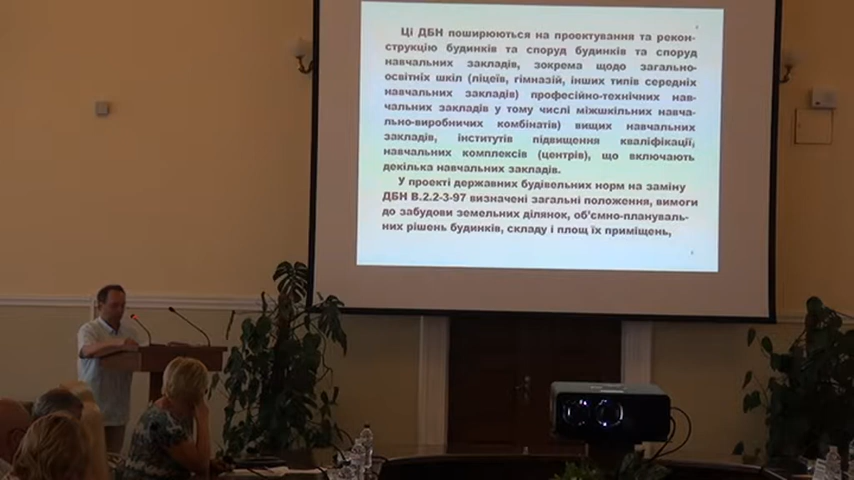 Ці ДБН поширюються на проектування та рекон-
струкцію будинків та споруд будинків та споруд
навчальних закладів, зокрема щодо загально-
освітніх шкіл (ліцеїв, гімназій, інших типів середніх
навчальних закладів) професійно-технічних нав-
чальних закладів у тому числі міжшкільних навча-
льно-виробничих комбінатів) вищих навчальних
закладів, інститутів підвищення кваліфікації,
навчальних комплексів (центрів), що включають
декілька навчальних закладів.
У проекті державних будівельних норм на заміну
ДБН В.2.2-3-97 визначені загальні положення, вимоги
до забудови земельних ділянок, об'ємно-плануваль-
них рішень будинків, складу і площ їх приміщень,